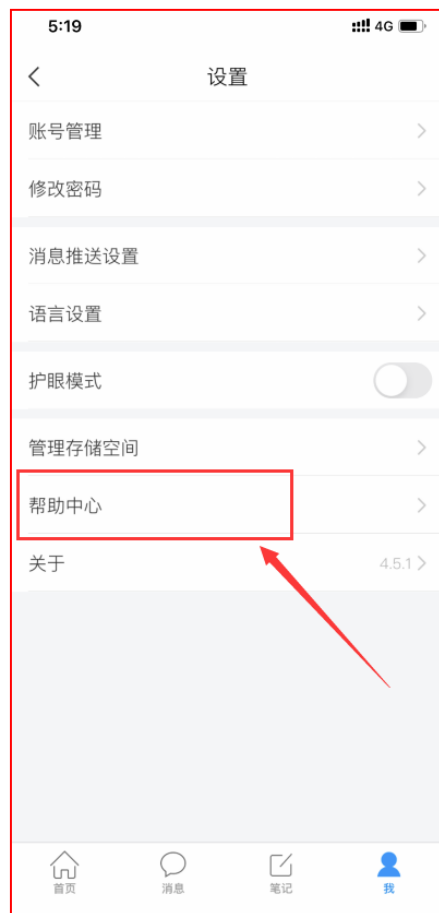 5:19 4G
设置
账号管理
修改密码
消息推送设置
语言设置
护眼模式
管理存储空间
帮助中心
关于 4.5.1
首页 消息 笔记 我